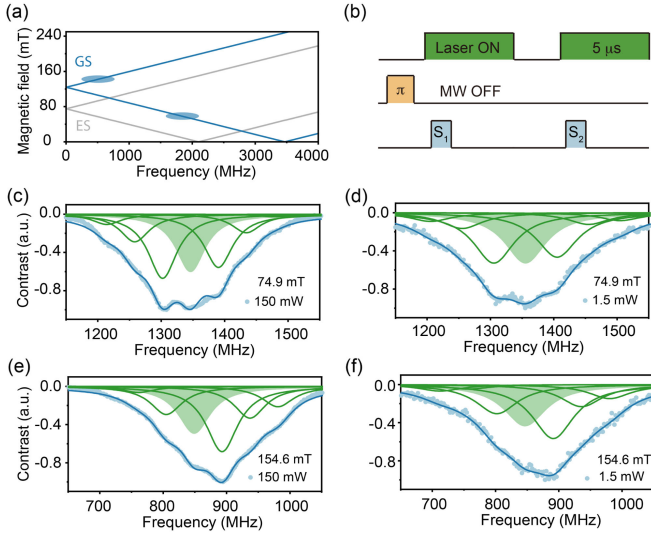 (a)
Magnetic field (mT)
240
160
80
0
GS
ES
0 1000 2000 3000 4000
Frequency (MHz)
(b)
Laser ON
5 μs
π
MW OFF
S1
S2
(c)
Contrast (a.u.)
0.0
-0.4
-0.8
74.9 mT
150 mW
1200 1300 1400 1500
Frequency (MHz)
(d)
0.0
-0.4
-0.8
74.9 mT
1.5 mW
1200 1300 1400 1500
Frequency (MHz)
(e)
Contrast (a.u.)
0.0
-0.4
-0.8
154.6 mT
150 mW
700 800 900 1000
Frequency (MHz)
(f)
0.0
-0.4
-0.8
154.6 mT
1.5 mW
700 800 900 1000
Frequency (MHz)